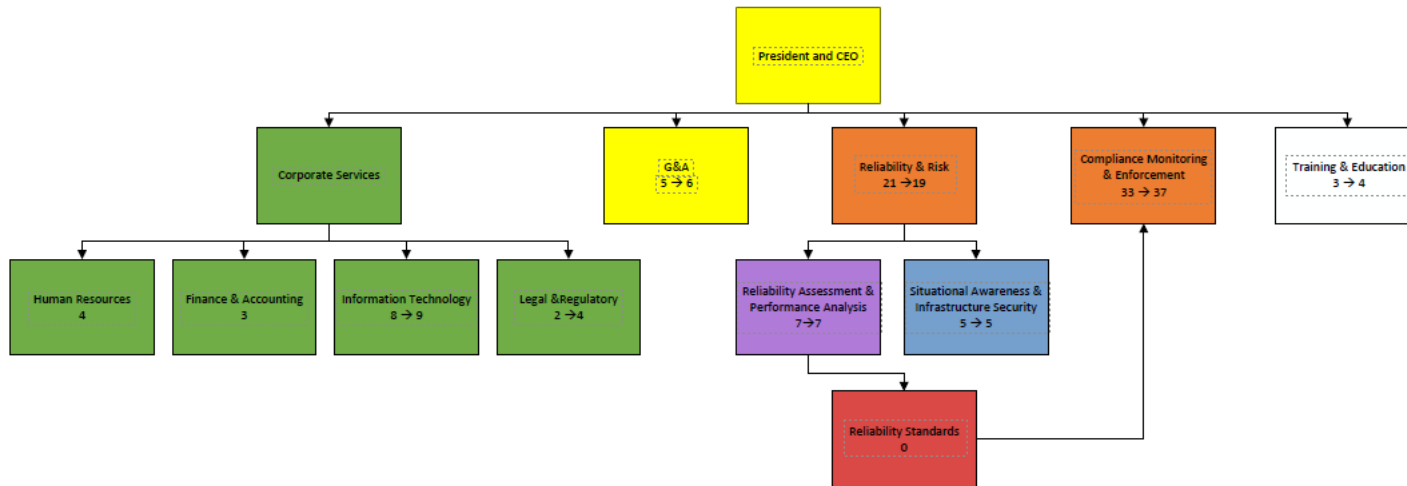 President and CEO
Corporate Services
G&A
5 → 6
Reliability & Risk
21 →19
Compliance Monitoring
& Enforcement
33 → 37
Training & Education
3 → 4
Human Resources
4
Finance & Accounting
3
Information Technology
8 → 9
Legal &Regulatory
2 →4
Reliability Assessment &
Performance Analysis
7→7
Situational Awareness &
Infrastructure Security
5 → 5
Reliability Standards
0